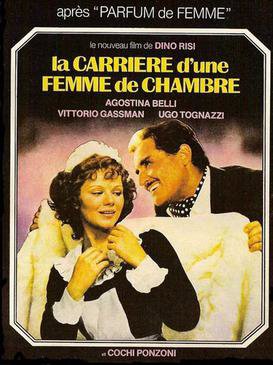 après "PARFUM de FEMME"
le nouveau film de DINO RISI
la CARRIERE d'une
FEMME de CHAMBRE
AGOSTINA BELLI
VITTORIO GASSMAN UGO TOGNAZZI
et COCHI PONZONI